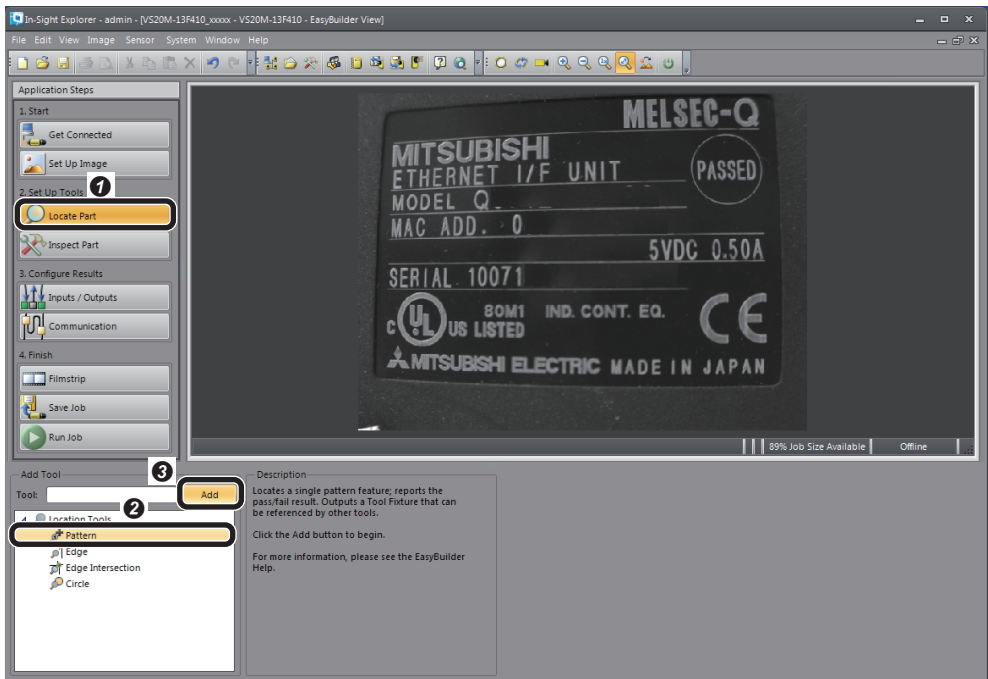 In-Sight Explorer - admin - [VS20M-13F410_xxxxx - VS20M-13F410 - EasyBuilder View]
File Edit View Image Sensor System Window Help
Application Steps
1. Start
Get Connected
Set Up Image
2. Set Up Tools
1
Locate Part
Inspect Part
3. Configure Results
Inputs / Outputs
Communication
4. Finish
Filmstrip
Save Job
Run Job
MELSEC-Q
MITSUBISHI
ETHERNET I/F UNIT
PASSED
MODEL Q
MAC ADD. 0
5VDC 0.50A
SERIAL 10071
80M1 IND. CONT. EQ.
C UL US LISTED
CE
MITSUBISHI ELECTRIC MADE IN JAPAN
89% Job Size Available
Offline
Add Tool
3
Tool:
Add
2
Location Tools
Pattern
Edge
Edge Intersection
Circle
Description
Locates a single pattern feature; reports the
pass/fail result. Outputs a Tool Fixture that can
be referenced by other tools.
Click the Add button to begin.
For more information, please see the EasyBuilder
Help.